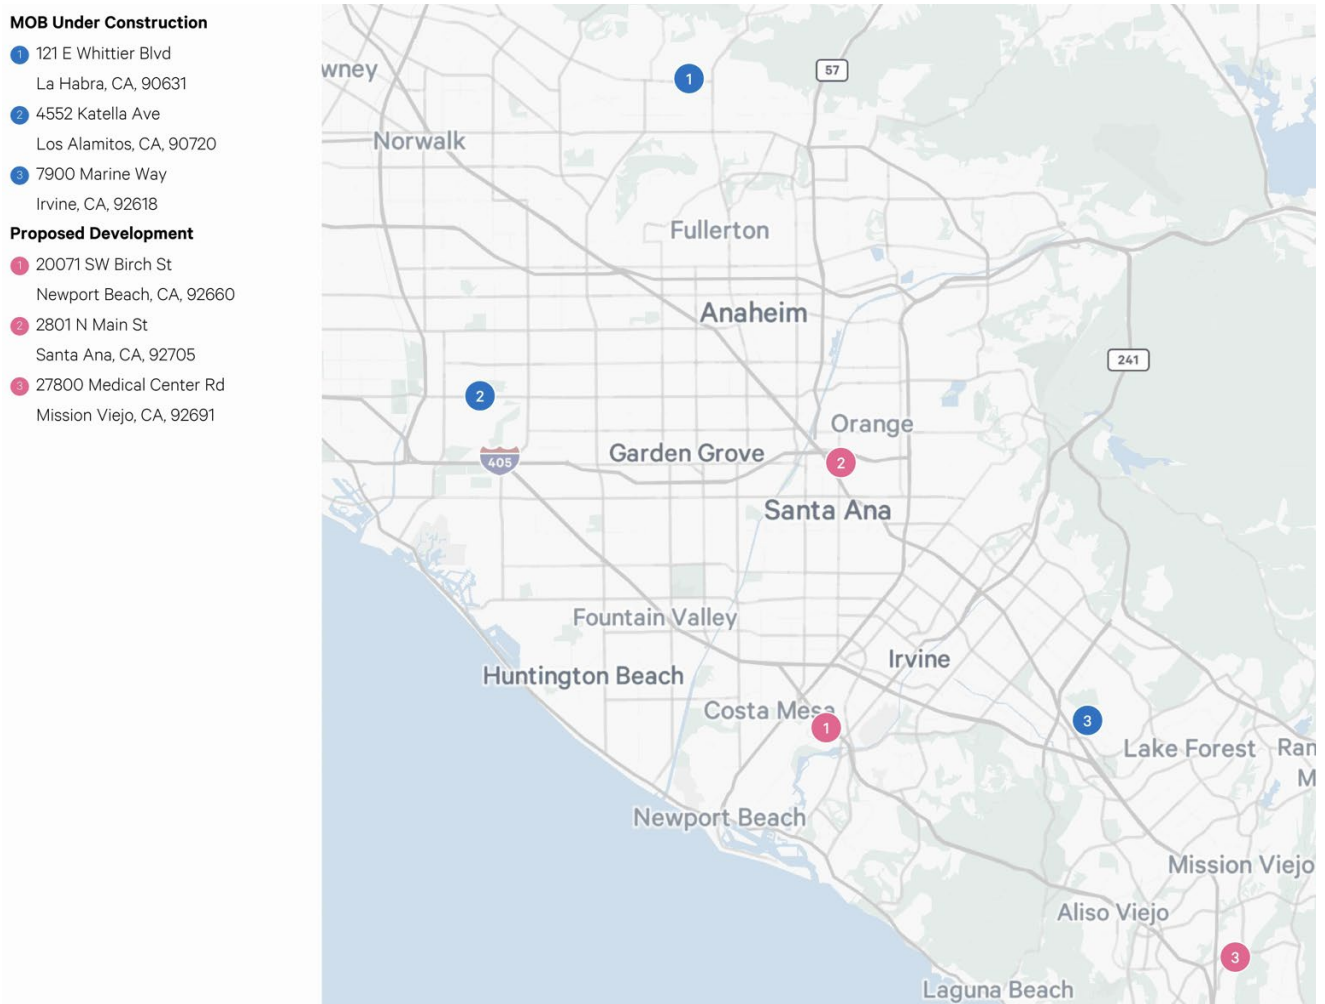 MOB Under Construction
1 121 E Whittier Blvd
La Habra, CA, 90631
2 4552 Katella Ave
Los Alamitos, CA, 90720
3 7900 Marine Way
Irvine, CA, 92618
Proposed Development
1 20071 SW Birch St
Newport Beach, CA, 92660
2 2801 N Main St
Santa Ana, CA, 92705
3 27800 Medical Center Rd
Mission Viejo, CA, 92691
wney
1
57
Norwalk
Fullerton
Anaheim
241
2
Orange
Garden Grove
405
2
Santa Ana
Fountain Valley
Irvine
Huntington Beach
Costa Mesa
1
3
Lake Forest
Ran
M
Newport Beach
Mission Viejo
Aliso Viejo
3
Laguna Beach